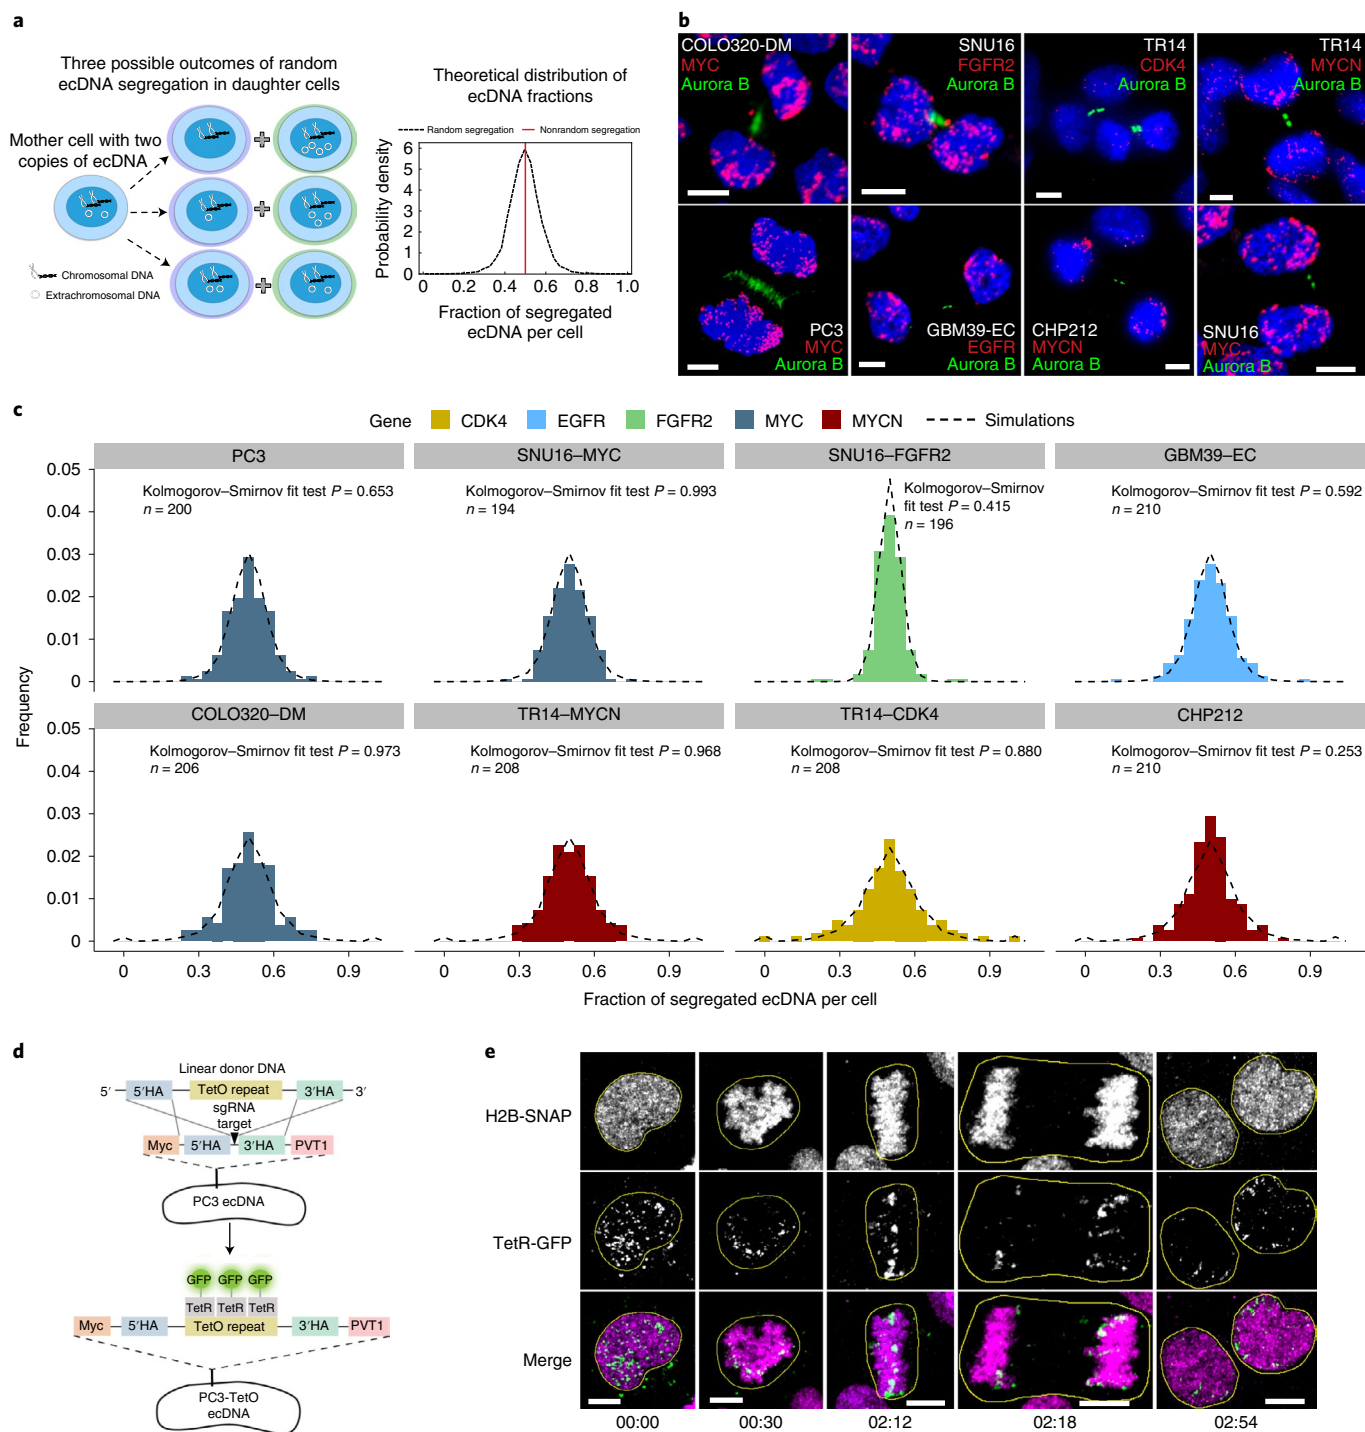 a
Three possible outcomes of random
ecDNA segregation in daughter cells
Mother cell with two
copies of ecDNA
Chromosomal DNA
Extrachromosomal DNA
Theoretical distribution of
ecDNA fractions
Random segregation
Nonrandom segregation
Probability density
6
5
4
3
2
1
0
0
0.2
0.4
0.6
0.8
1.0
Fraction of segregated
ecDNA per cell
b
COLO320-DM
MYC
Aurora B
SNU16
FGFR2
Aurora B
TR14
CDK4
Aurora B
TR14
MYCN
Aurora B
PC3
MYC
Aurora B
GBM39-EC
EGFR
Aurora B
CHP212
MYCN
Aurora B
SNU16
MYC
Aurora B
c
Gene
CDK4
EGFR
FGFR2
MYC
MYCN
Simulations
Frequency
PC3
Kolmogorov–Smirnov fit test P = 0.653
n = 200
SNU16–MYC
Kolmogorov–Smirnov fit test P = 0.993
n = 194
SNU16–FGFR2
Kolmogorov–Smirnov
fit test P = 0.415
n = 196
GBM39–EC
Kolmogorov–Smirnov fit test P = 0.592
n = 210
0.05
0.04
0.03
0.02
0.01
0
COLO320–DM
Kolmogorov–Smirnov fit test P = 0.973
n = 206
TR14–MYCN
Kolmogorov–Smirnov fit test P = 0.968
n = 208
TR14–CDK4
Kolmogorov–Smirnov fit test P = 0.880
n = 208
CHP212
Kolmogorov–Smirnov fit test P = 0.253
n = 210
0.05
0.04
0.03
0.02
0.01
0
0 0.3 0.6 0.9
0 0.3 0.6 0.9
0 0.3 0.6 0.9
0 0.3 0.6 0.9
Fraction of segregated ecDNA per cell
d
Linear donor DNA
5′ 5′HA TetO repeat 3′HA 3′
sgRNA
target
Myc 5′HA 3′HA PVT1
PC3 ecDNA
GFP GFP GFP
TetR TetR TetR
Myc 5′HA TetO repeat 3′HA PVT1
PC3-TetO
ecDNA
e
H2B-SNAP
TetR-GFP
Merge
00:00
00:30
02:12
02:18
02:54